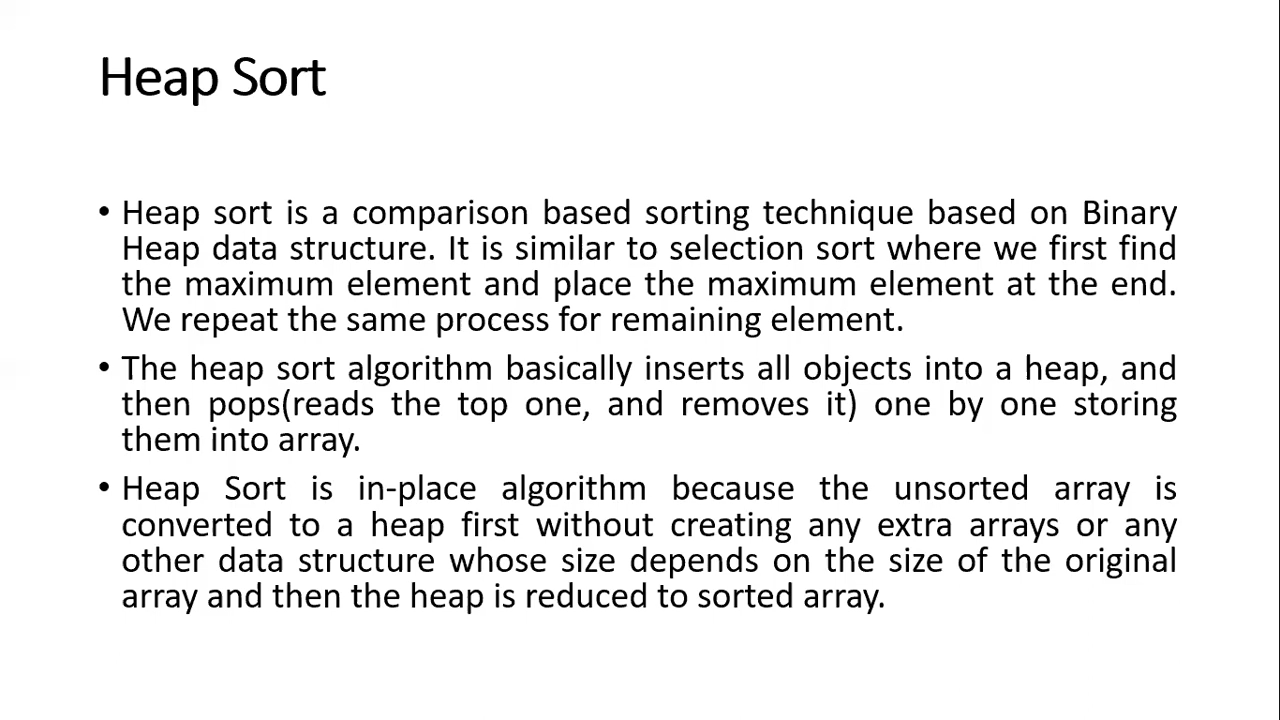 Heap Sort
• Heap sort is a comparison based sorting technique based on Binary
Heap data structure. It is similar to selection sort where we first find
the maximum element and place the maximum element at the end.
We repeat the same process for remaining element.
• The heap sort algorithm basically inserts all objects into a heap, and
then pops(reads the top one, and removes it) one by one storing
them into array.
• Heap Sort is in-place algorithm because the unsorted array is
converted to a heap first without creating any extra arrays or any
other data structure whose size depends on the size of the original
array and then the heap is reduced to sorted array.